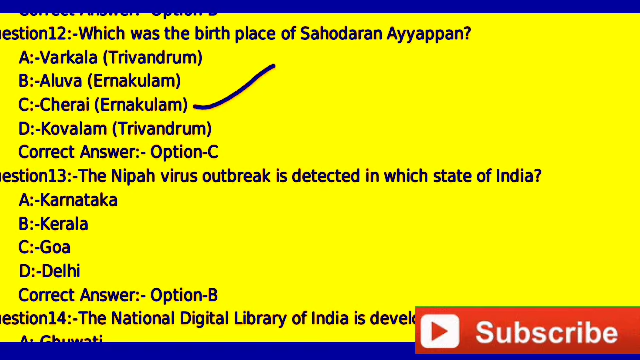 uestion12:-Which was the birth place of Sahodaran Ayyappan?
A:-Varkala (Trivandrum)
B:-Aluva (Ernakulam)
C:-Cherai (Ernakulam)
D:-Kovalam (Trivandrum)
Correct Answer:- Option-C
uestion13:-The Nipah virus outbreak is detected in which state of India?
A:-Karnataka
B:-Kerala
C:-Goa
D:-Delhi
Correct Answer:- Option-B
uestion14:-The National Digital Library of India is develo
Subscribe